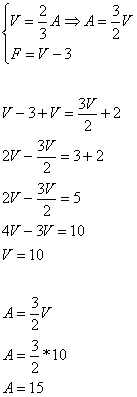 V = 2/3 A ⇒ A = 3/2 V
F = V − 3
V − 3 + V = 3V/2 + 2
2V − 3V/2 = 3 + 2
2V − 3V/2 = 5
4V − 3V = 10
V = 10
A = 3/2 V
A = 3/2 * 10
A = 15